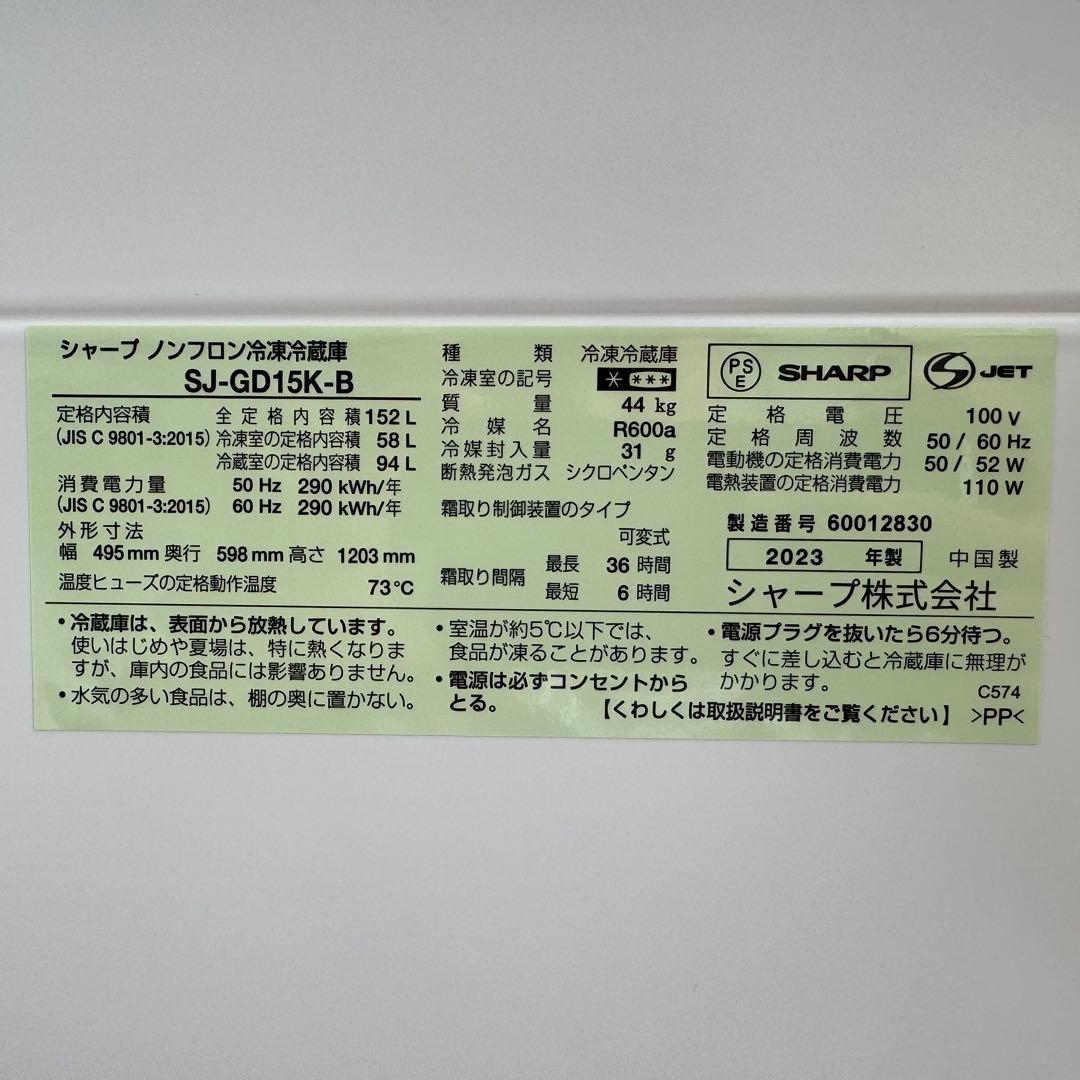 シャープ ノンフロン冷凍冷蔵庫
SJ-GD15K-B
定格内容積 全定格内容積 152 L
(JIS C 9801-3:2015) 冷凍室の定格内容積 58 L
冷蔵室の定格内容積 94 L
消費電力量 50 Hz 290 kWh/年
(JIS C 9801-3:2015) 60 Hz 290 kWh/年
外形寸法
幅 495 mm 奥行 598 mm 高さ 1203 mm
温度ヒューズの定格動作温度 73℃
種類 冷凍冷蔵庫
冷凍室の記号 * ***
質量 44 kg
冷媒名 R600a
冷媒封入量 31 g
断熱発泡ガス シクロペンタン
霜取り制御装置のタイプ
可変式
霜取り間隔 最長 36 時間
最短 6 時間
PSE SHARP S JET
定格電圧 100 V
定格周波数 50 / 60 Hz
電動機の定格消費電力 50 / 52 W
電熱装置の定格消費電力 110 W
製造番号 60012830
2023 年製 中国製
シャープ株式会社
・冷蔵庫は、表面から放熱しています。
使いはじめや夏場は、特に熱くなりま
すが、庫内の食品には影響ありません。
・水気の多い食品は、棚の奥に置かない。
・室温が約5℃以下では、
食品が凍ることがあります。
・電源は必ずコンセントから
とる。
・電源プラグを抜いたら6分待つ。
すぐに差し込むと冷蔵庫に無理が
かかります。
C574
【くわしくは取扱説明書をご覧ください】 >PP<